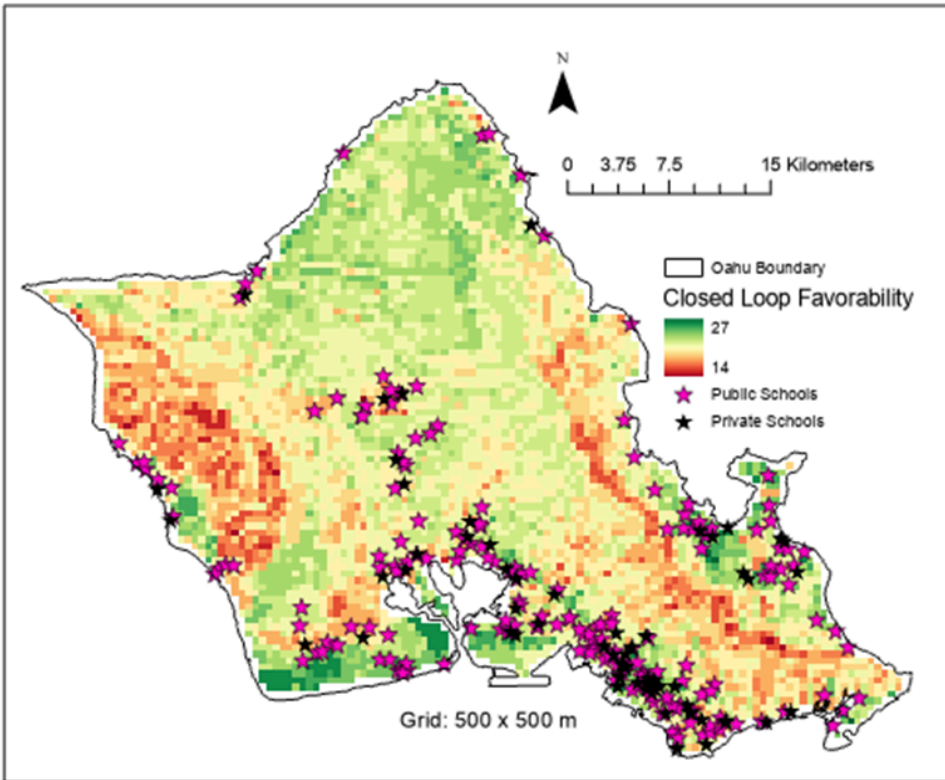 N
0 3.75 7.5 15 Kilometers
Oahu Boundary
Closed Loop Favorability
27
14
Public Schools
Private Schools
Grid: 500 x 500 m